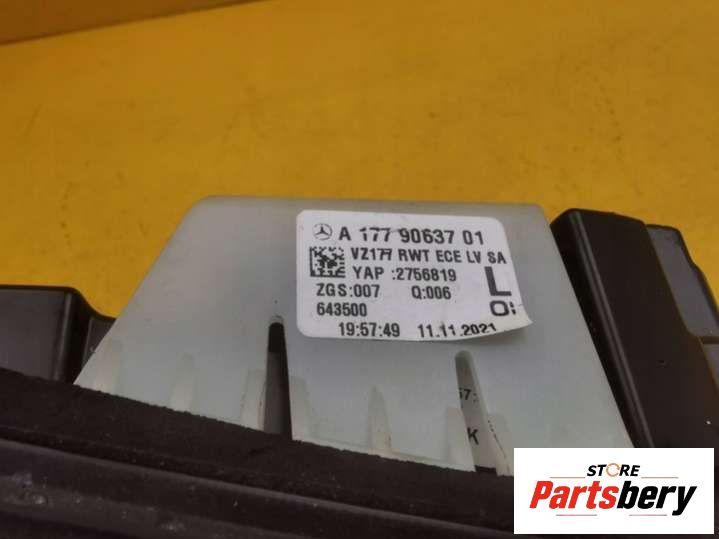 A 177 90637 01
VZ177 RWT ECE LV SA
YAP :2756819
L
ZGS:007 Q:006
643500
19:57:49 11.11.2021
K
STORE
Partsbery